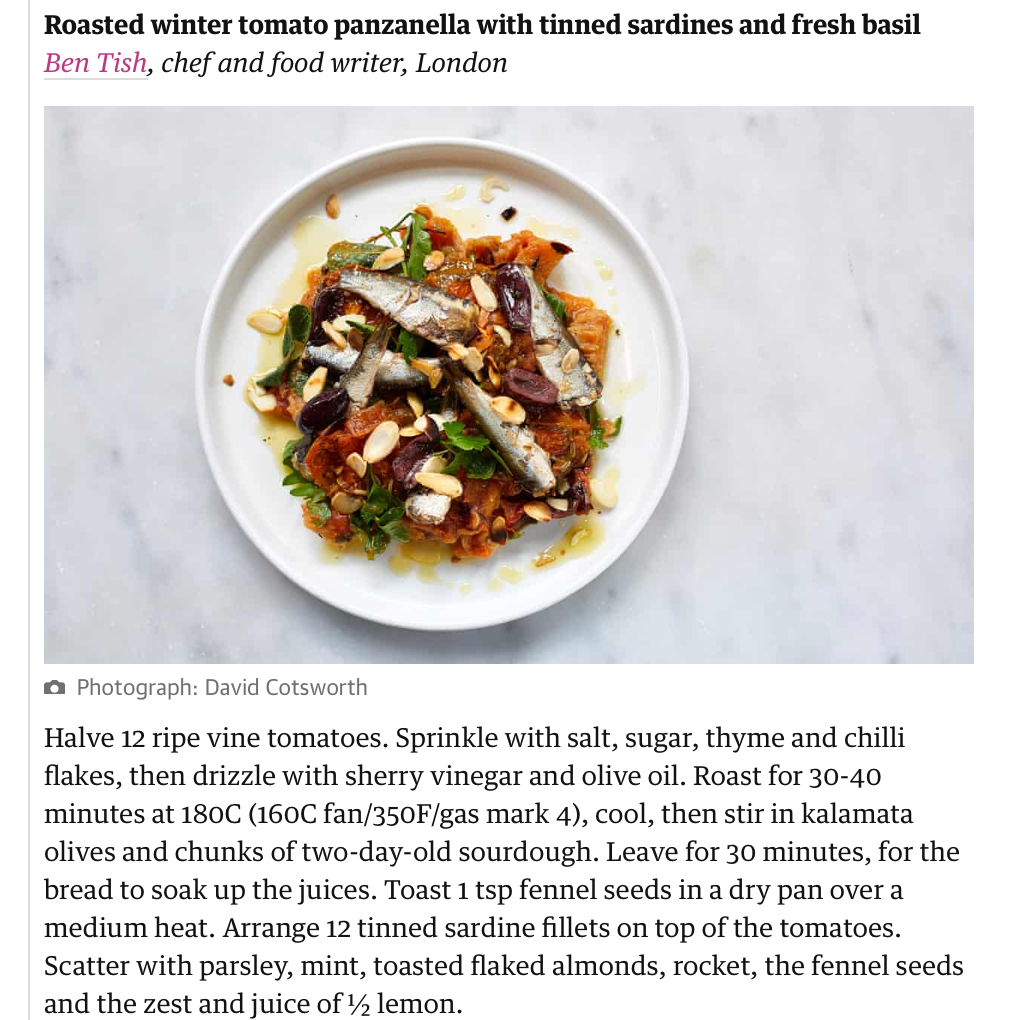 Roasted winter tomato panzanella with tinned sardines and fresh basil
Ben Tish, chef and food writer, London
Photograph: David Cotsworth
Halve 12 ripe vine tomatoes. Sprinkle with salt, sugar, thyme and chilli
flakes, then drizzle with sherry vinegar and olive oil. Roast for 30-40
minutes at 180C (160C fan/350F/gas mark 4), cool, then stir in kalamata
olives and chunks of two-day-old sourdough. Leave for 30 minutes, for the
bread to soak up the juices. Toast 1 tsp fennel seeds in a dry pan over a
medium heat. Arrange 12 tinned sardine fillets on top of the tomatoes.
Scatter with parsley, mint, toasted flaked almonds, rocket, the fennel seeds
and the zest and juice of ½ lemon.